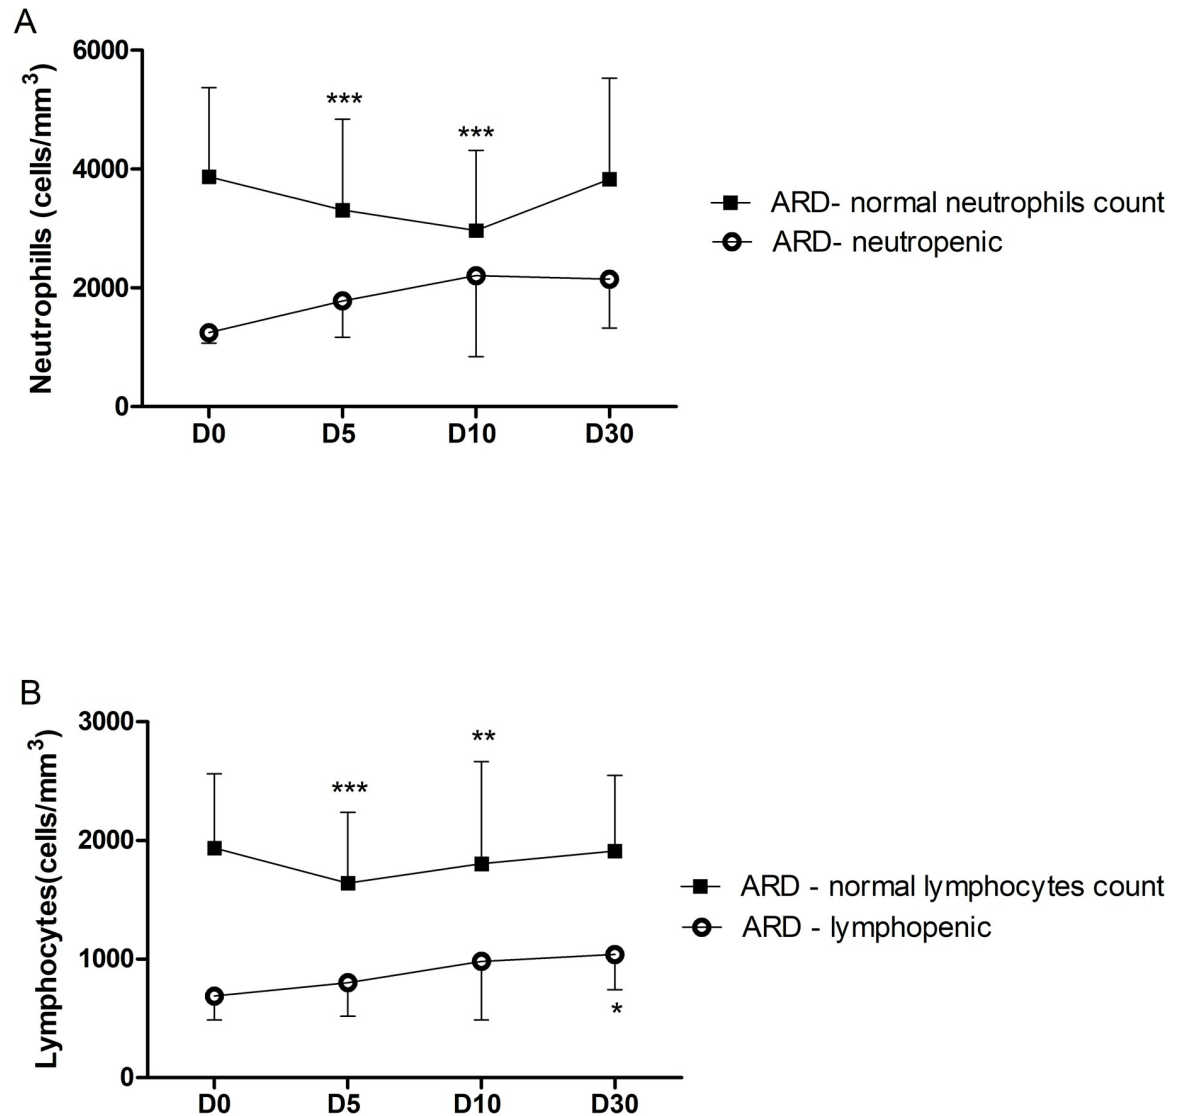 A
6000
4000
2000
0
Neutrophils (cells/mm³)
***
***
D0 D5 D10 D30
ARD- normal neutrophils count
ARD- neutropenic
B
3000
2000
1000
0
Lymphocytes(cells/mm³)
***
**
*
D0 D5 D10 D30
ARD - normal lymphocytes count
ARD - lymphopenic